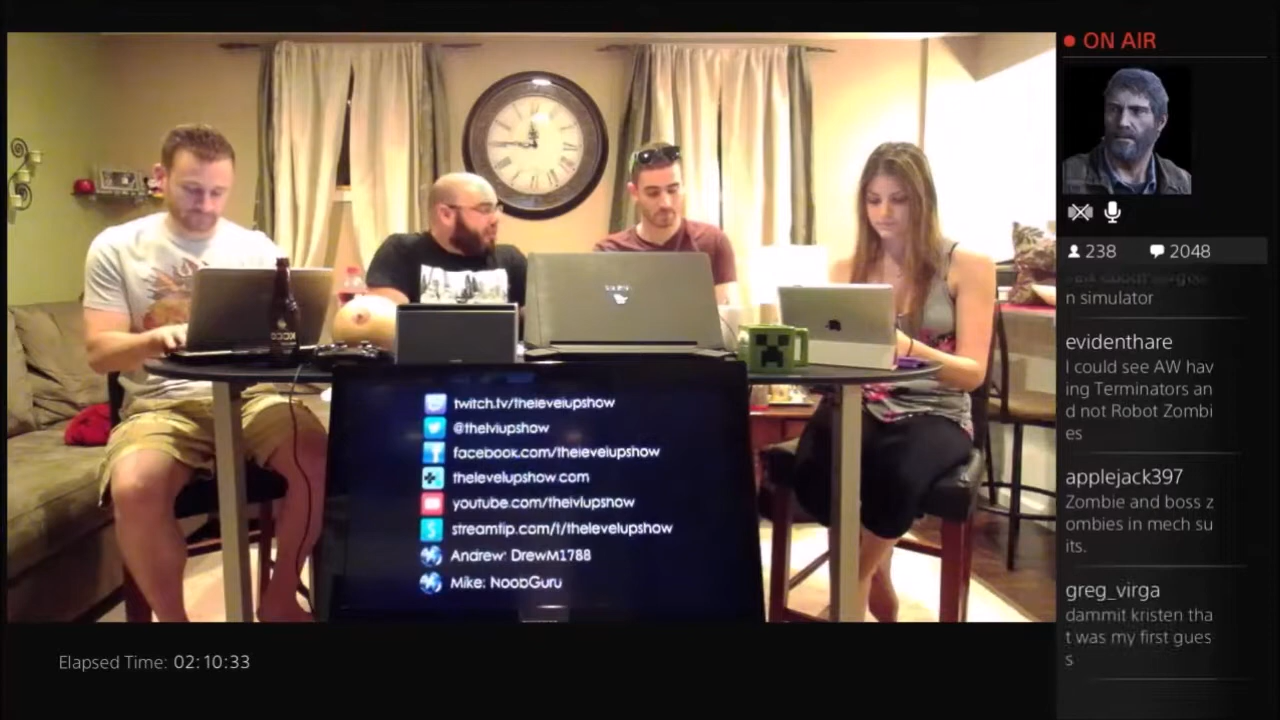 ON AIR
238 2048
n simulator
evidenthare
I could see AW hav
ing Terminators an
d not Robot Zombi
es
applejack397
Zombie and boss z
ombies in mech su
its.
greg_virga
dammit kristen tha
t was my first gues
s
twitch.tv/thelevelupshow
@thelvlupshow
facebook.com/thelevelupshow
thelevelupshow.com
youtube.com/thelvlupshow
streamtip.com/t/thelevelupshow
Andrew: DrewM1788
Mike: NoobGuru
Elapsed Time: 02:10:33